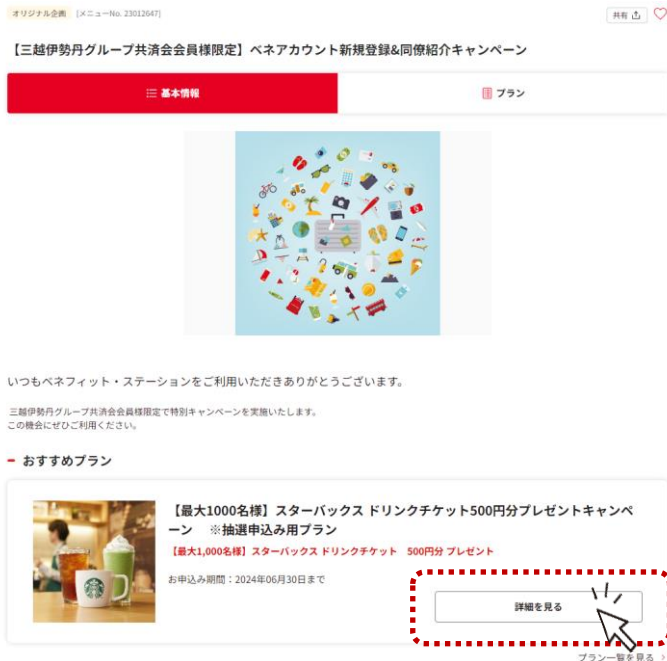 オリジナル企画 [メニューNo. 23012647]
共有
【三越伊勢丹グループ共済会会員様限定】ベネアカウント新規登録&同僚紹介キャンペーン
基本情報
プラン
いつもベネフィット・ステーションをご利用いただきありがとうございます。
三越伊勢丹グループ共済会会員様限定で特別キャンペーンを実施いたします。
この機会にぜひご利用ください。
おすすめプラン
【最大1000名様】スターバックス ドリンクチケット500円分プレゼントキャンペ
ーン ※抽選申込み用プラン
【最大1,000名様】スターバックス ドリンクチケット 500円分 プレゼント
お申込み期間：2024年06月30日まで
詳細を見る
プラン一覧を見る